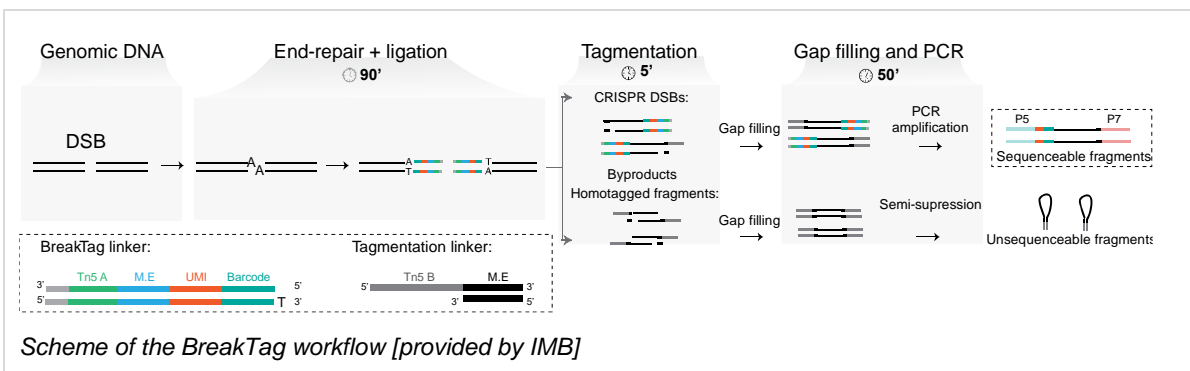 Genomic DNA
End-repair + ligation
90'
Tagmentation
5'
Gap filling and PCR
50'
DSB
A
A
A
T
T
A
CRISPR DSBs:
Byproducts
Homotagged fragments:
Gap filling
Gap filling
PCR
amplification
Semi-supression
P5 P7
Sequenceable fragments
Unsequenceable fragments
BreakTag linker:
Tn5 A M.E UMI Barcode
3' 5'
5' T 3'
Tagmentation linker:
Tn5 B M.E
5' 3'
3' 5'
Scheme of the BreakTag workflow [provided by IMB]